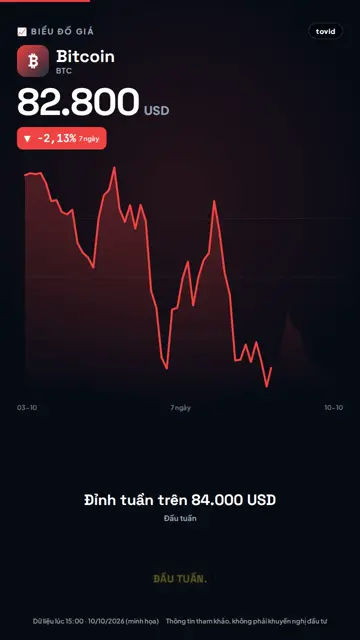 📈 BIỂU ĐỒ GIÁ
tovid
₿
Bitcoin
BTC
82.800 USD
▼ -2,13% 7 ngày
03-10 7 ngày 10-10
Đỉnh tuần trên 84.000 USD
Đầu tuần
ĐẦU TUẦN.
Dữ liệu lúc 15:00 · 10/10/2026 (minh họa) Thông tin tham khảo, không phải khuyến nghị đầu tư